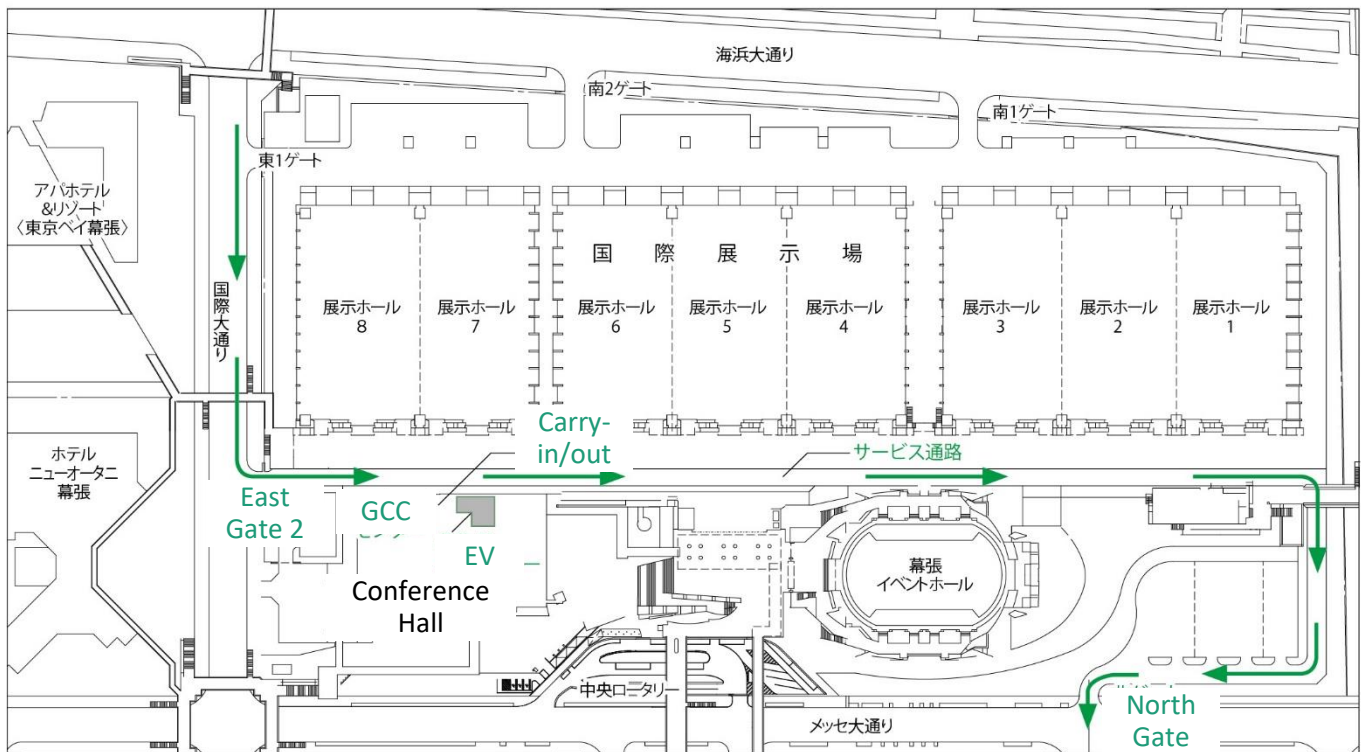 海浜大通り
南2ゲート
南1ゲート
東1ゲート
アパホテル
&リゾート
〈東京ベイ幕張〉
国際展示場
国際大通り
展示ホール
8
展示ホール
7
展示ホール
6
展示ホール
5
展示ホール
4
展示ホール
3
展示ホール
2
展示ホール
1
Carry-
in/out
サービス通路
ホテル
ニューオータニ
幕張
East
Gate 2
GCC
EV
Conference
Hall
幕張
イベントホール
中央ロータリー
メッセ大通り
North
Gate